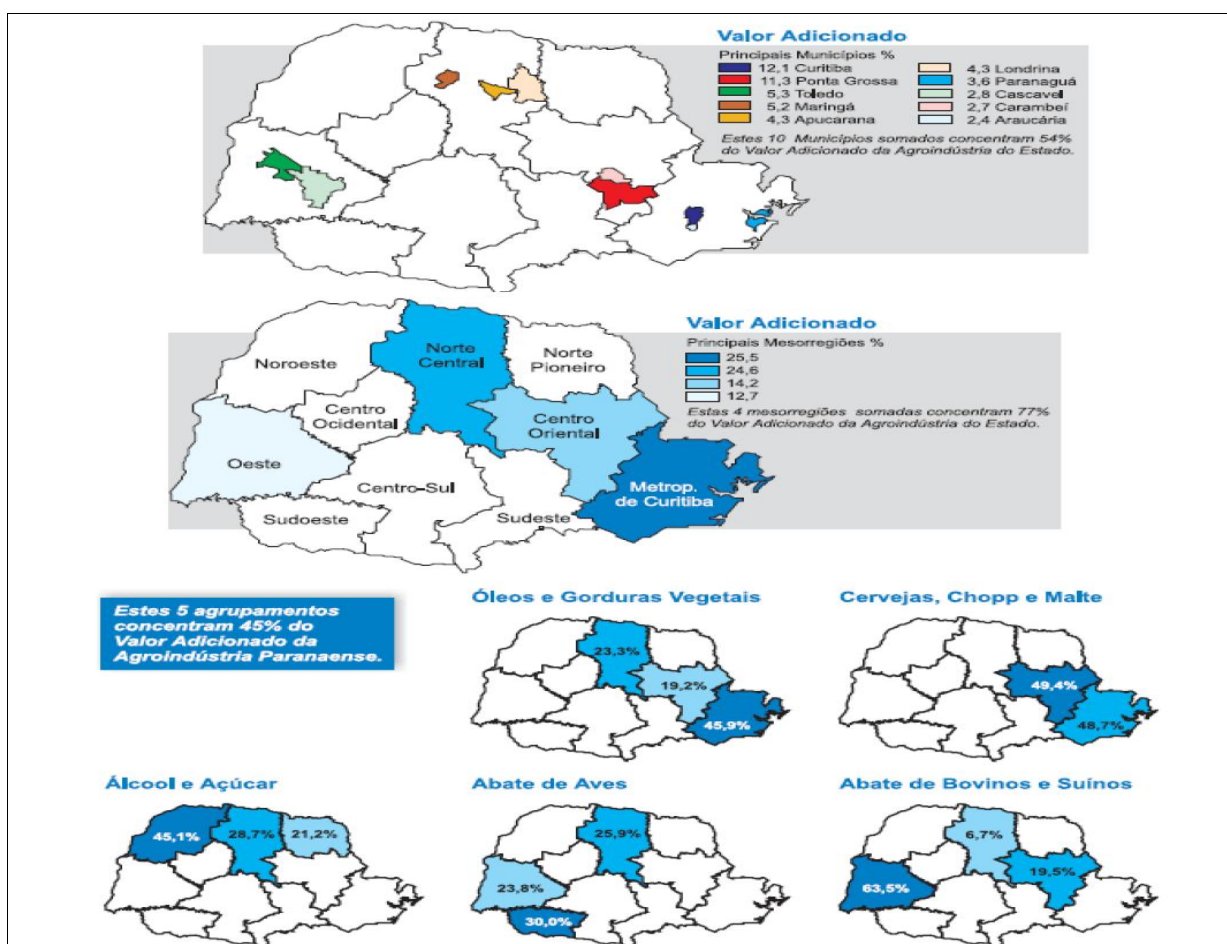 Valor Adicionado
Principais Municípios %
12,1 Curitiba
11,3 Ponta Grossa
5,3 Toledo
5,2 Maringá
4,3 Apucarana
4,3 Londrina
3,6 Paranaguá
2,8 Cascavel
2,7 Carambeí
2,4 Araucária
Estes 10 Municípios somados concentram 54%
do Valor Adicionado da Agroindústria do Estado.
Valor Adicionado
Principais Mesorregiões %
25,5
24,6
14,2
12,7
Estas 4 mesorregiões somadas concentram 77%
do Valor Adicionado da Agroindústria do Estado.
Noroeste
Norte
Central
Norte
Pioneiro
Centro
Ocidental
Centro
Oriental
Oeste
Centro-Sul
Metrop.
de Curitiba
Sudoeste
Sudeste
Estes 5 agrupamentos
concentram 45% do
Valor Adicionado da
Agroindústria Paranaense.
Óleos e Gorduras Vegetais
23,3%
19,2%
45,9%
Cervejas, Chopp e Malte
49,4%
48,7%
Álcool e Açúcar
45,1%
28,7%
21,2%
Abate de Aves
25,9%
23,8%
30,0%
Abate de Bovinos e Suínos
6,7%
19,5%
63,5%